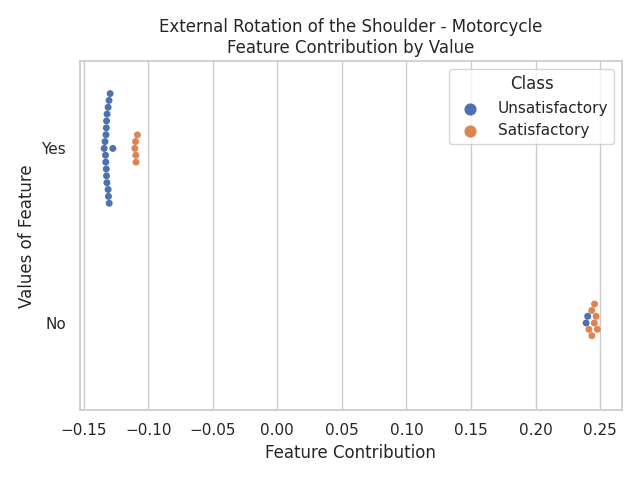 External Rotation of the Shoulder - Motorcycle
Feature Contribution by Value
Class
Unsatisfactory
Satisfactory
Yes
No
Values of Feature
−0.15 −0.10 −0.05 0.00 0.05 0.10 0.15 0.20 0.25
Feature Contribution